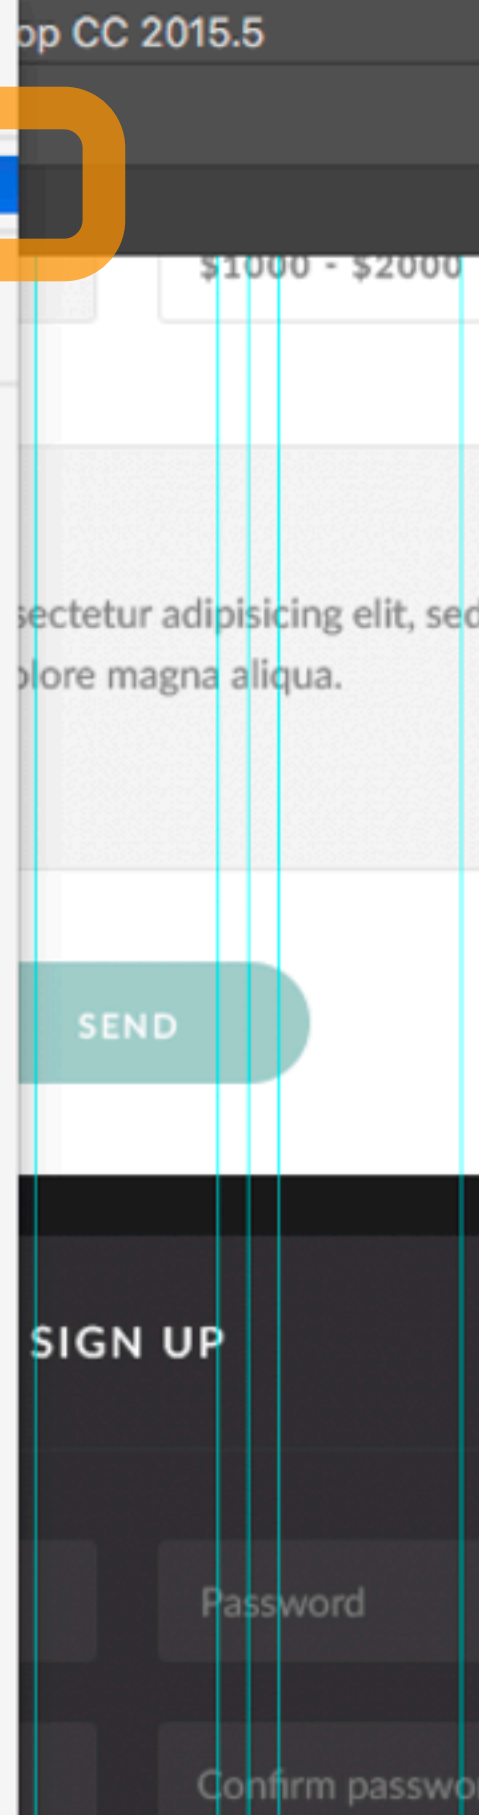 op CC 2015.5
$1000 - $2000
sectetur adipisicing elit, sed
olore magna aliqua.
SEND
SIGN UP
Password
Confirm passwo